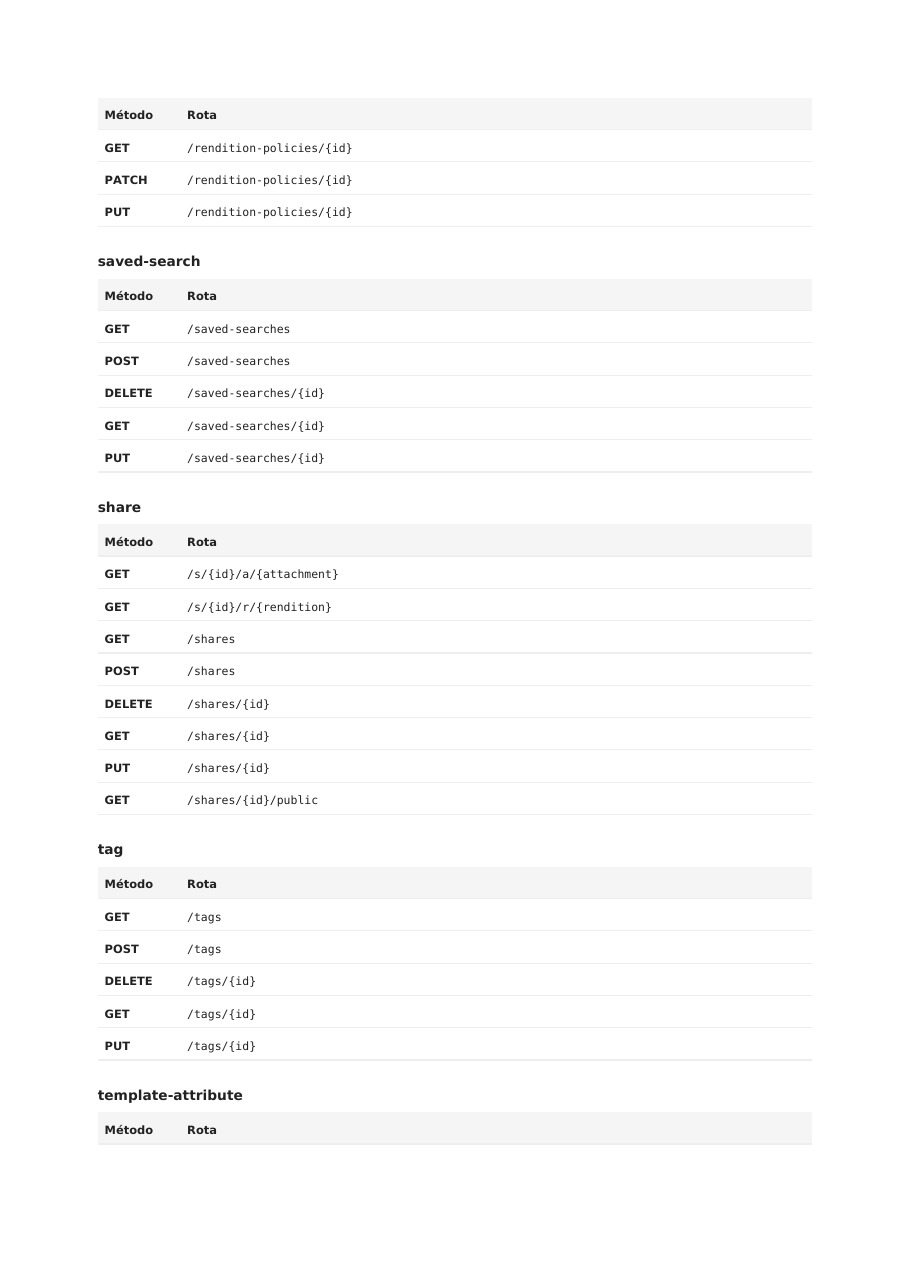 Método Rota
GET /rendition-policies/{id}
PATCH /rendition-policies/{id}
PUT /rendition-policies/{id}
saved-search
Método Rota
GET /saved-searches
POST /saved-searches
DELETE /saved-searches/{id}
GET /saved-searches/{id}
PUT /saved-searches/{id}
share
Método Rota
GET /s/{id}/a/{attachment}
GET /s/{id}/r/{rendition}
GET /shares
POST /shares
DELETE /shares/{id}
GET /shares/{id}
PUT /shares/{id}
GET /shares/{id}/public
tag
Método Rota
GET /tags
POST /tags
DELETE /tags/{id}
GET /tags/{id}
PUT /tags/{id}
template-attribute
Método Rota